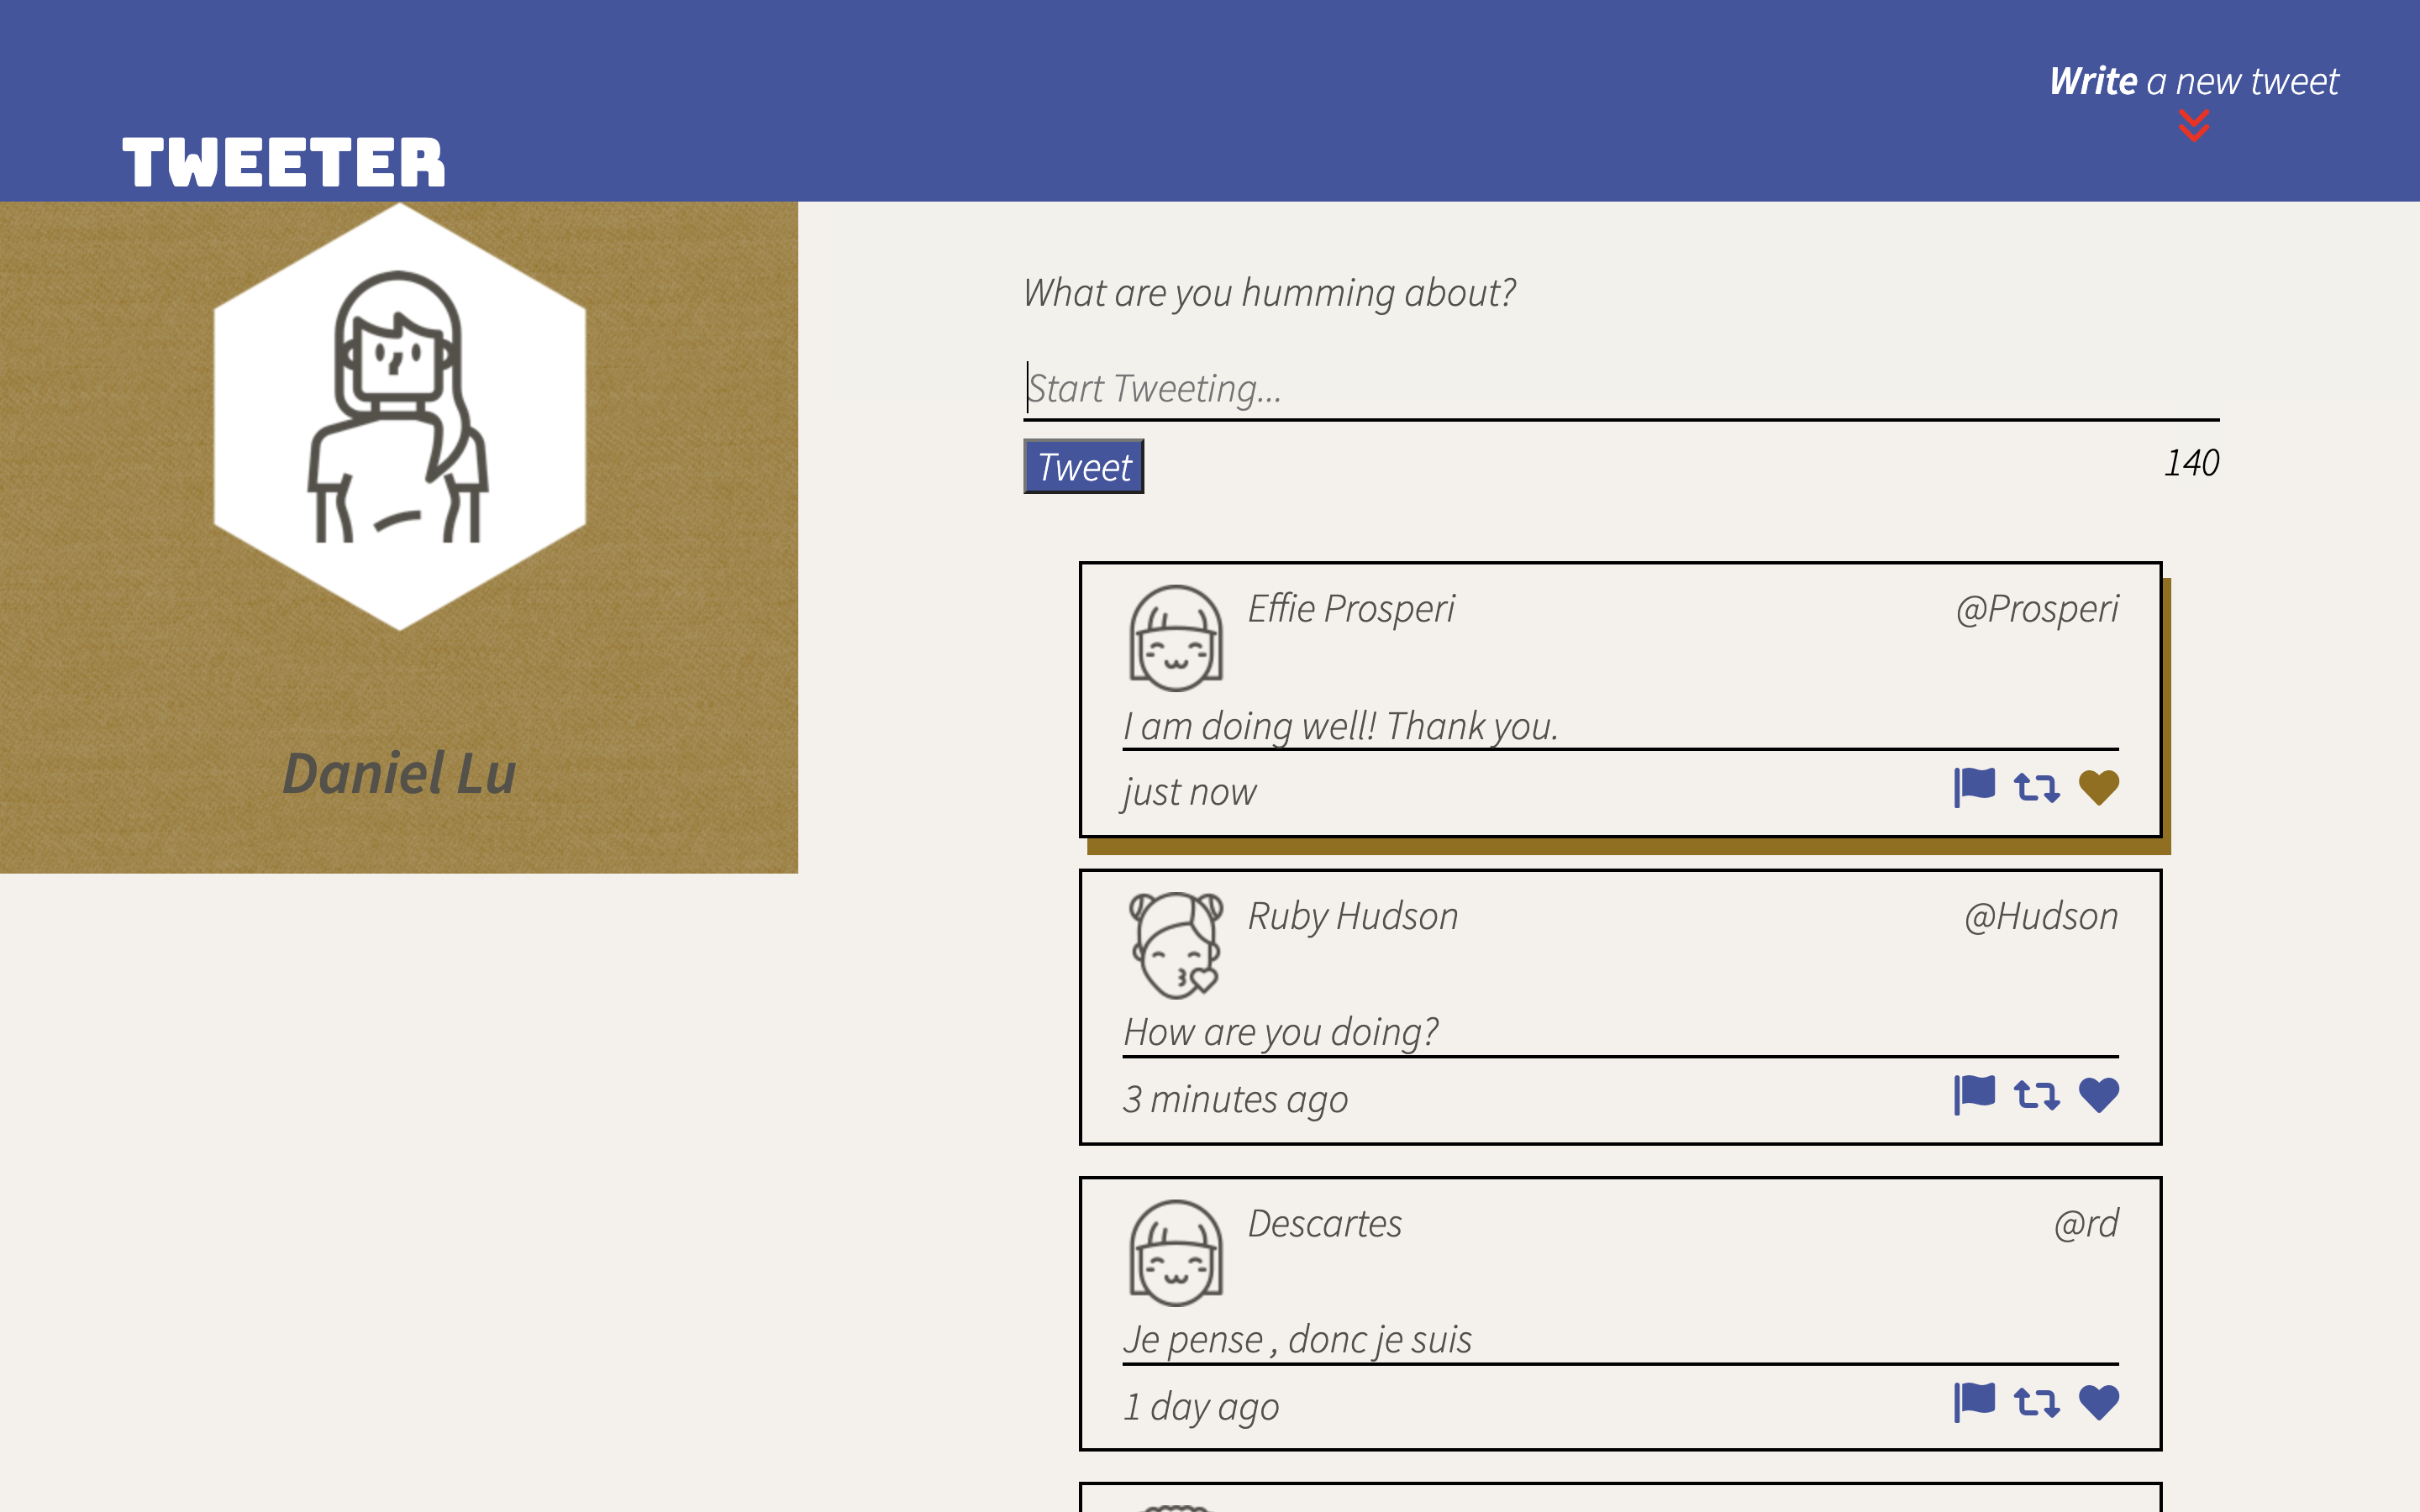 Write a new tweet
TWEETER
Daniel Lu
What are you humming about?
Start Tweeting...
Tweet
140
Effie Prosperi
@Prosperi
I am doing well! Thank you.
just now
Ruby Hudson
@Hudson
How are you doing?
3 minutes ago
Descartes
@rd
Je pense , donc je suis
1 day ago